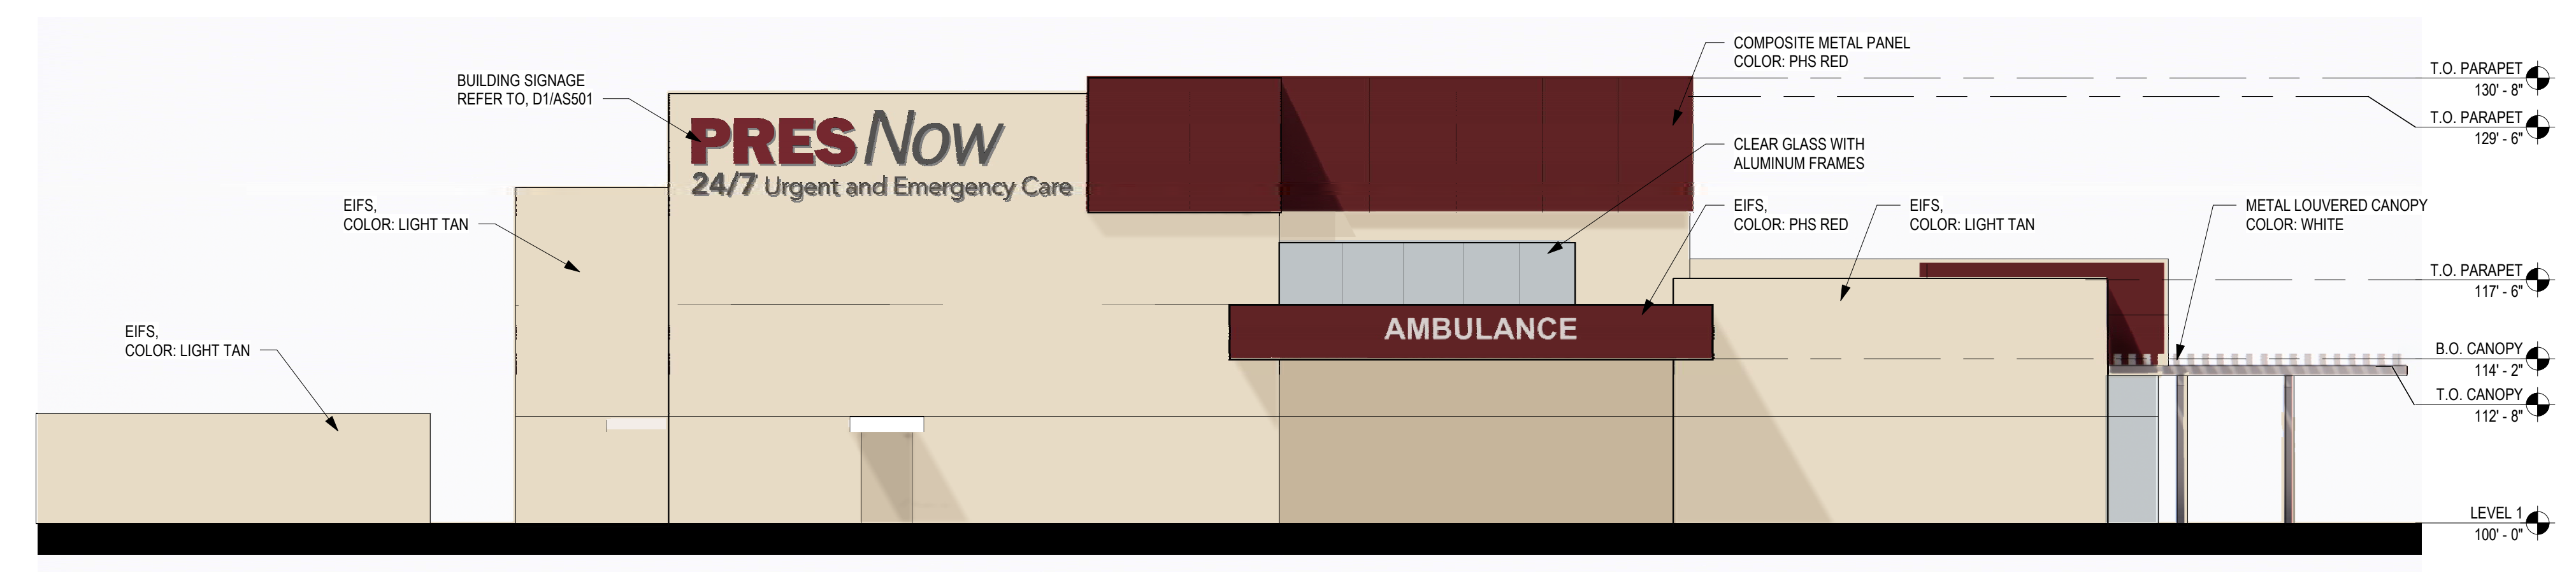 COMPOSITE METAL PANEL
COLOR: PHS RED
T.O. PARAPET
130' - 8"
BUILDING SIGNAGE
REFER TO, D1/AS501
T.O. PARAPET
129' - 6"
PRES Now
24/7 Urgent and Emergency Care
CLEAR GLASS WITH
ALUMINUM FRAMES
EIFS,
COLOR: LIGHT TAN
EIFS,
COLOR: PHS RED
EIFS,
COLOR: LIGHT TAN
METAL LOUVERED CANOPY
COLOR: WHITE
T.O. PARAPET
117' - 6"
EIFS,
COLOR: LIGHT TAN
AMBULANCE
B.O. CANOPY
114' - 2"
T.O. CANOPY
112' - 8"
LEVEL 1
100' - 0"